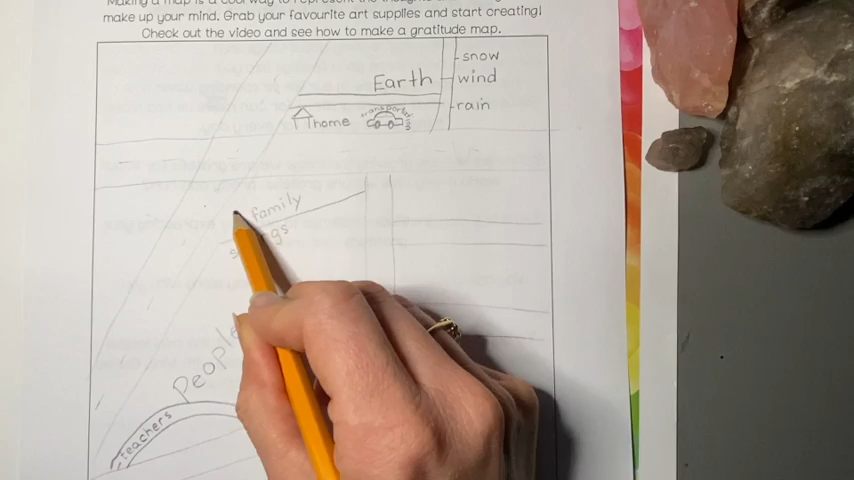 make up your mind. Grab your favourite art supplies and start creating!
Check out the video and see how to make a gratitude map.
snow
Earth
wind
rain
home
transportation
family
People
teachers